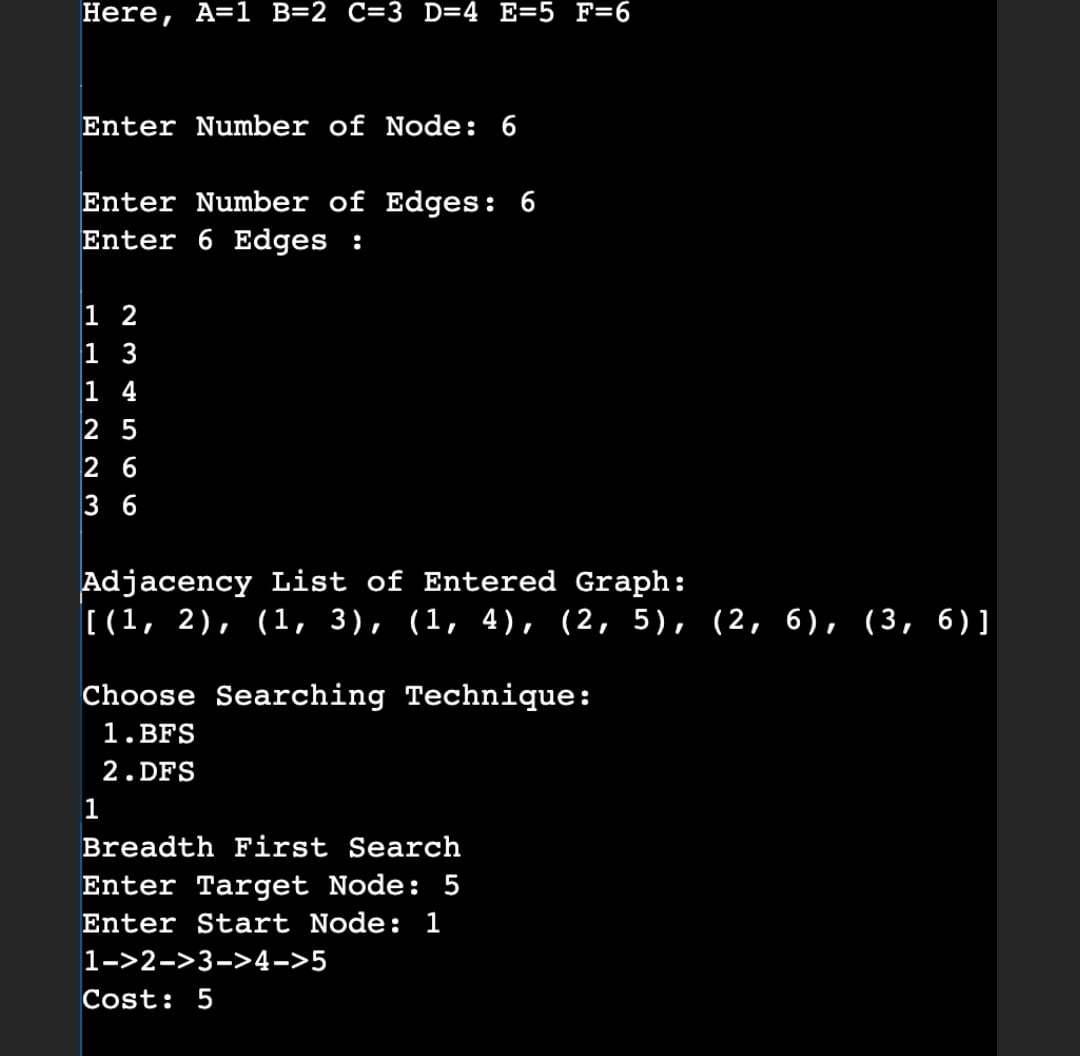 Here, A=1 B=2 C=3 D=4 E=5 F=6
Enter Number of Node: 6
Enter Number of Edges: 6
Enter 6 Edges :
1 2
1 3
1 4
2 5
2 6
3 6
Adjacency List of Entered Graph:
[(1, 2), (1, 3), (1, 4), (2, 5), (2, 6), (3, 6)]
Choose Searching Technique:
1.BFS
2.DFS
1
Breadth First Search
Enter Target Node: 5
Enter Start Node: 1
1->2->3->4->5
Cost: 5